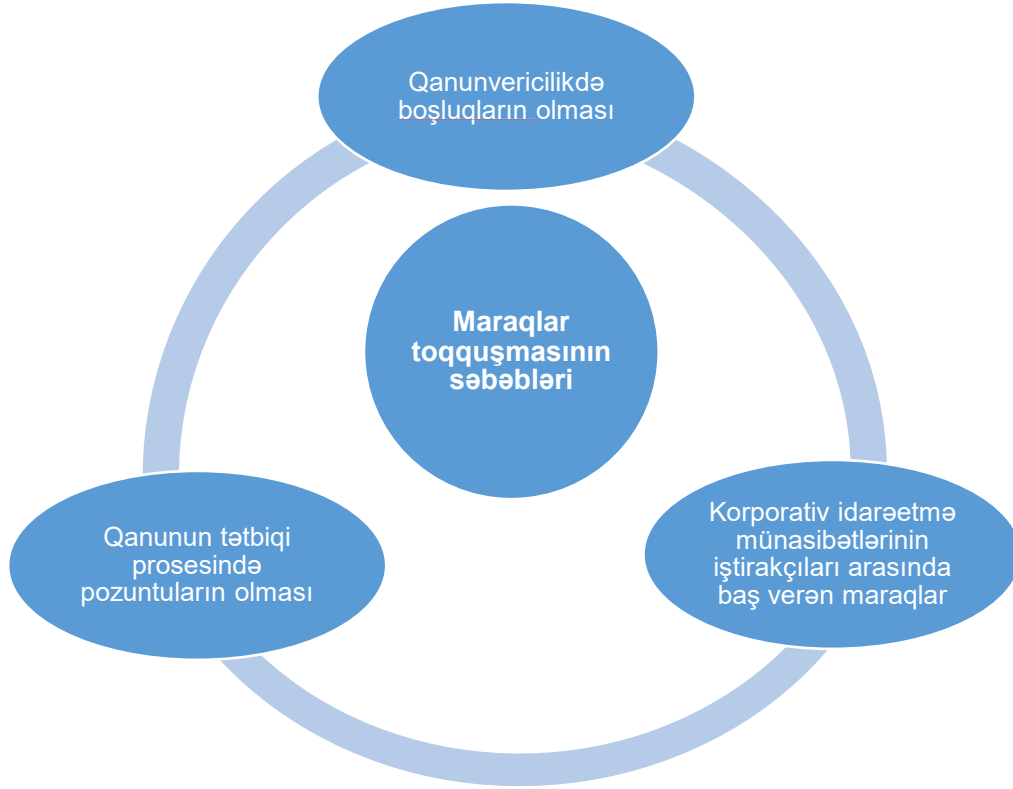 Qanunvericilikdə
boşluqların olması
Maraqlar
toqquşmasının
səbəbləri
Korporativ idarəetmə
münasibətlərinin
iştirakçıları arasında
baş verən maraqlar
Qanunun tətbiqi
prosesində
pozuntuların olması